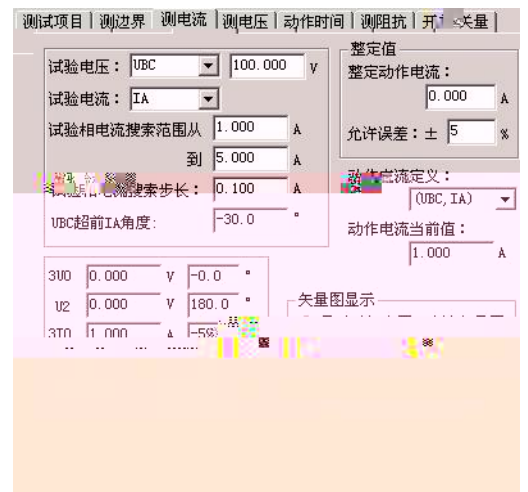 测试项目 测边界 测电流 测电压 动作时间 测阻抗 矢量
试验电压： UBC 100.000 V
试验电流： IA
试验相电流搜索范围从 1.000 A
到 5.000 A
搜索步长： 0.100 A
UBC超前IA角度： -30.0 °
3U0 0.000 V -0.0 °
U2 0.000 V 180.0 °
1.000 A
整定值
整定动作电流：
0.000 A
允许误差：± 5 %
流定义：
(UBC,IA)
动作电流当前值：
1.000 A
矢量图显示